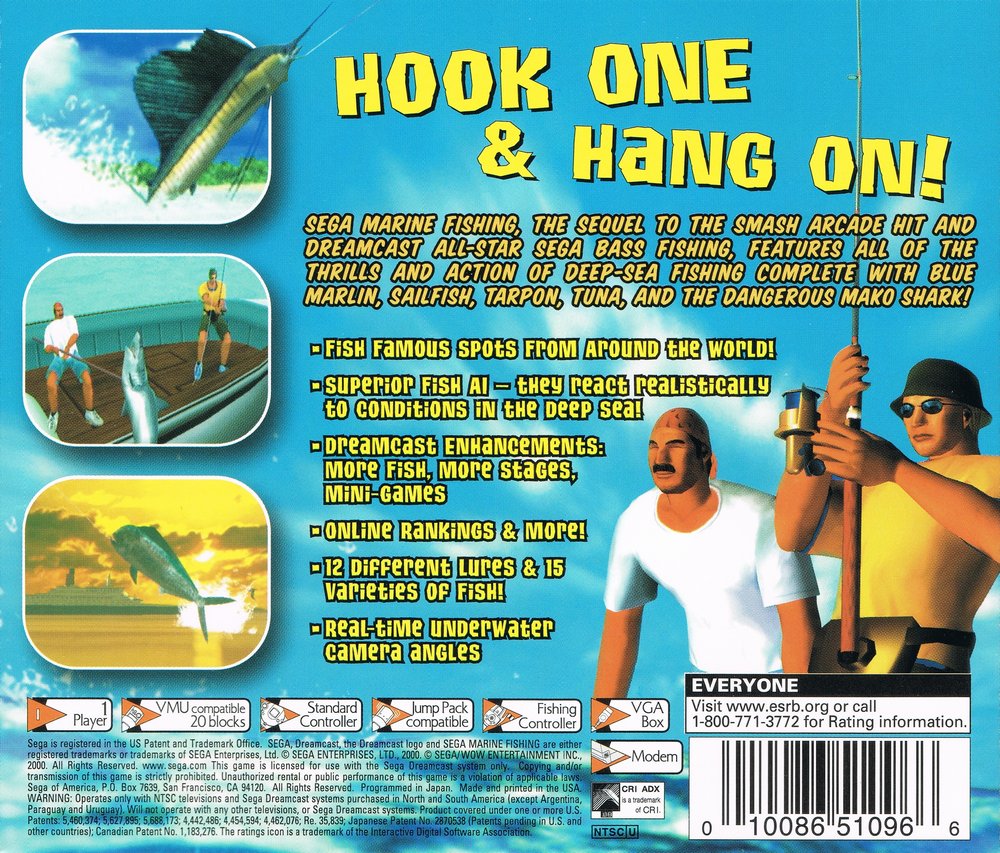 HOOK ONE
& HANG ON!
SEGA MARINE FISHING, THE SEQUEL TO THE SMASH ARCADE HIT AND
DREAMCAST ALL-STAR SEGA BASS FISHING, FEATURES ALL OF THE
THRILLS AND ACTION OF DEEP-SEA FISHING COMPLETE WITH BLUE
MARLIN, SAILFISH, TARPON, TUNA, AND THE DANGEROUS MAKO SHARK!
▪ FISH FAMOUS SPOTS FROM AROUND THE WORLD!
▪ SUPERIOR FISH AI – THEY REACT REALISTICALLY
TO CONDITIONS IN THE DEEP SEA!
▪ DREAMCAST ENHANCEMENTS:
MORE FISH, MORE STAGES,
MINI-GAMES
▪ ONLINE RANKINGS & MORE!
▪ 12 DIFFERENT LURES & 15
VARIETIES OF FISH!
▪ REAL-TIME UNDERWATER
CAMERA ANGLES
1
Player
VMU compatible
20 blocks
Standard
Controller
Jump Pack
compatible
Fishing
Controller
VGA
Box
Modem
CRI ADX
is a trademark
of CRI.
NTSC U
EVERYONE
Visit www.esrb.org or call
1-800-771-3772 for Rating information.
Sega is registered in the US Patent and Trademark Office. SEGA, Dreamcast, the Dreamcast logo and SEGA MARINE FISHING are either
registered trademarks or trademarks of SEGA Enterprises, Ltd. © SEGA ENTERPRISES, LTD., 2000. © SEGA/WOW ENTERTAINMENT INC.,
2000. All Rights Reserved. www.sega.com This game is licensed for use with the Sega Dreamcast system only. Copying and/or
transmission of this game is strictly prohibited. Unauthorized rental or public performance of this game is a violation of applicable laws.
Sega of America, P.O. Box 7639, San Francisco, CA 94120. All Rights Reserved. Programmed in Japan. Made and printed in the USA.
WARNING: Operates only with NTSC televisions and Sega Dreamcast systems purchased in North and South America (except Argentina,
Paraguay and Uruguay). Will not operate with any other televisions, or Sega Dreamcast systems. Product covered under one or more U.S.
Patents: 5,460,374; 5,627,895; 5,688,173; 4,442,486; 4,454,594; 4,462,076; Re. 35,839; Japanese Patent No. 2870538 (Patents pending in U.S. and
other countries); Canadian Patent No. 1,183,276. The ratings icon is a trademark of the Interactive Digital Software Association.
0 10086 51096 6